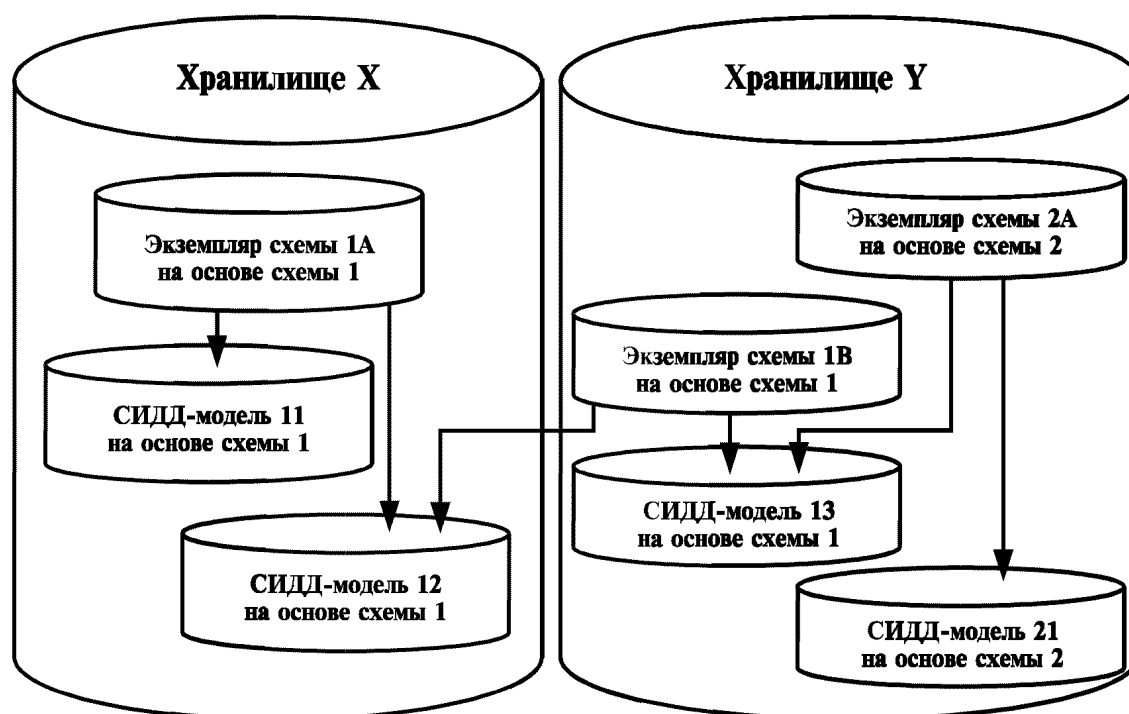 Хранилище X
Экземпляр схемы 1А
на основе схемы 1
СИДД-модель 11
на основе схемы 1
СИДД-модель 12
на основе схемы 1
Хранилище Y
Экземпляр схемы 2А
на основе схемы 2
Экземпляр схемы 1В
на основе схемы 1
СИДД-модель 13
на основе схемы 1
СИДД-модель 21
на основе схемы 2